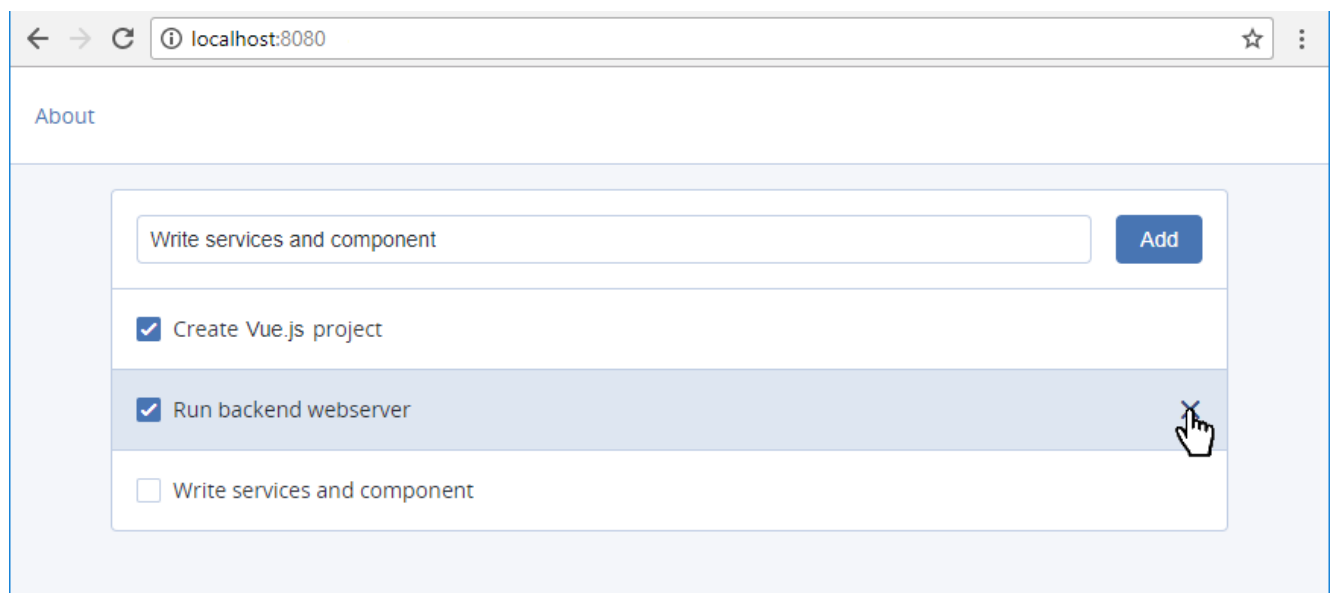 localhost:8080
About
Write services and component
Add
Create Vue.js project
Run backend webserver
Write services and component